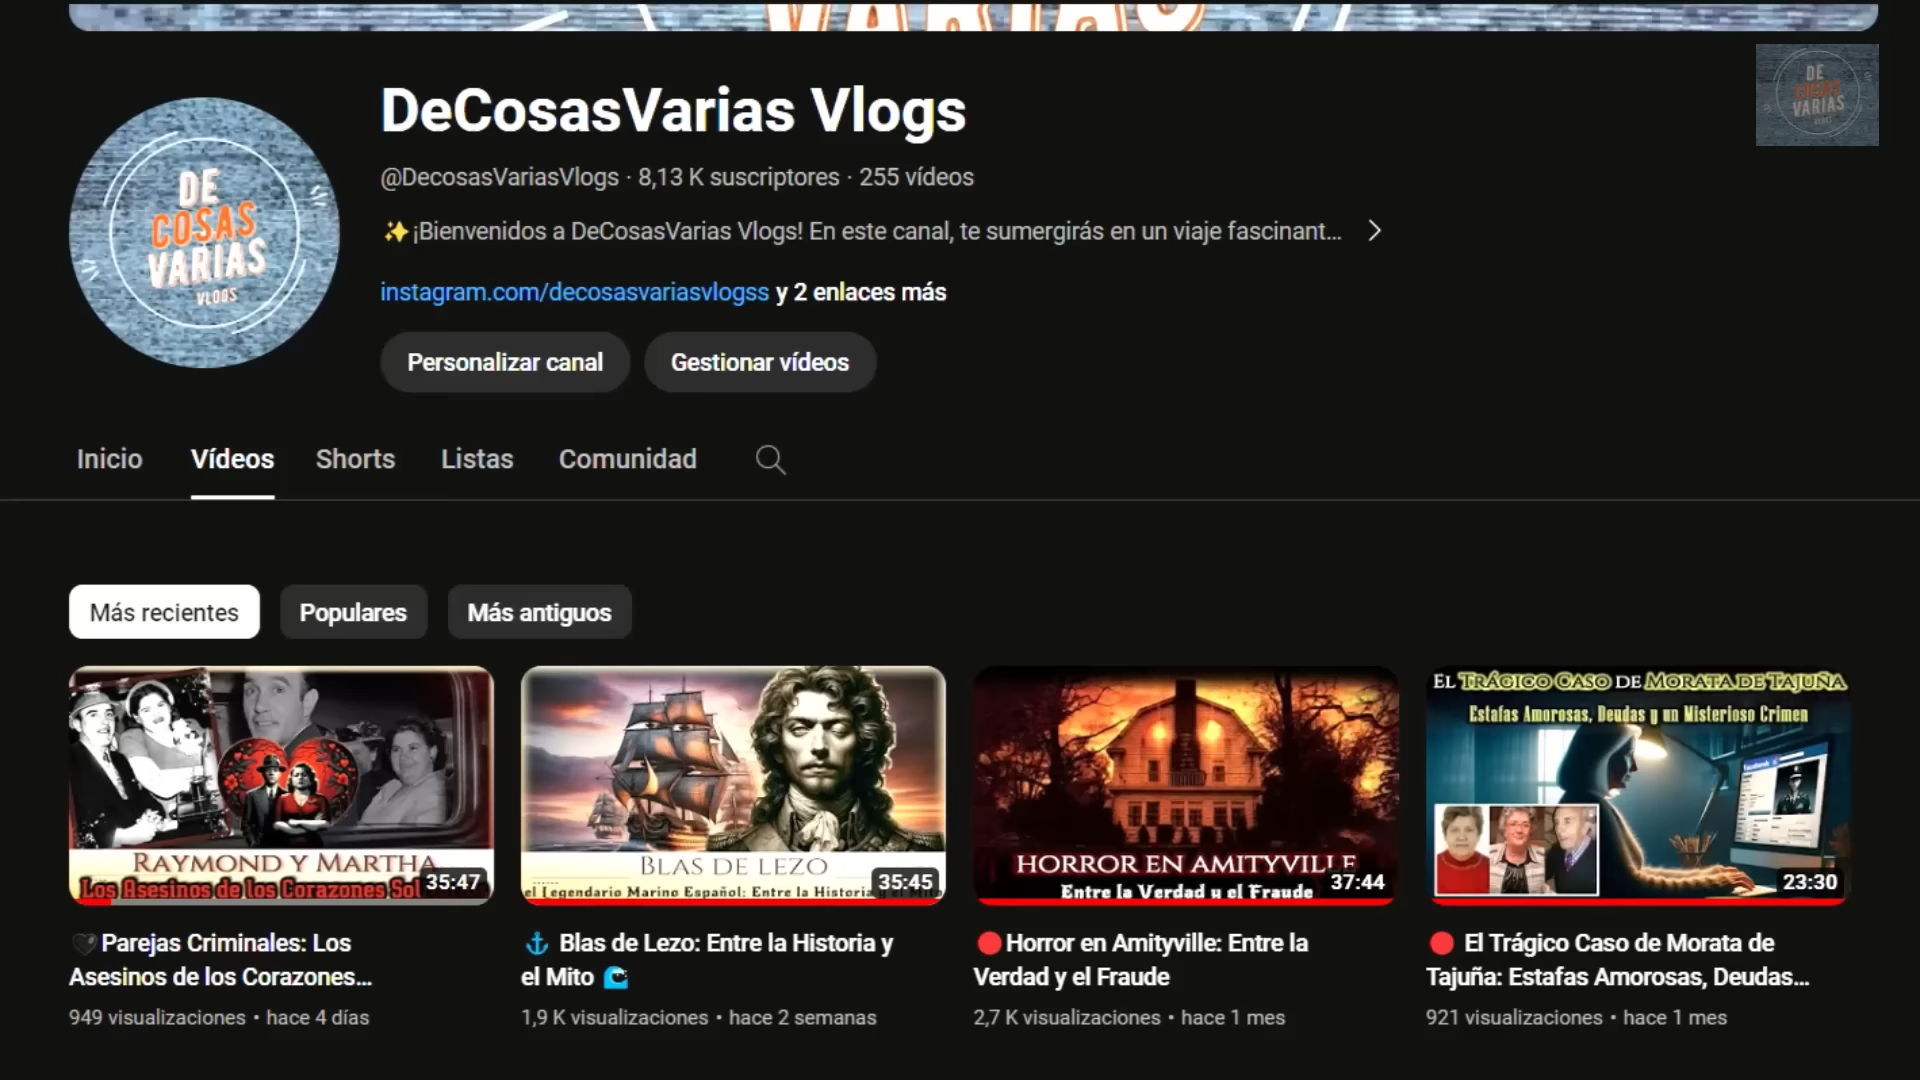 VARIAS
DE
COSAS
VARIAS
VLOGS
DeCosasVarias Vlogs
@DecosasVariasVlogs · 8,13 K suscriptores · 255 vídeos
✨¡Bienvenidos a DeCosasVarias Vlogs! En este canal, te sumergirás en un viaje fascinant...
instagram.com/decosasvariasvlogss y 2 enlaces más
Personalizar canal
Gestionar vídeos
DE
COSAS
VARIAS
VLOGS
Inicio
Vídeos
Shorts
Listas
Comunidad
Más recientes
Populares
Más antiguos
RAYMOND Y MARTHA
Los Asesinos de los Corazones Sol
35:47
BLAS DE LEZO
el Legendario Marino Español: Entre la Historia y el Mito
35:45
HORROR EN AMITYVILLE
Entre la Verdad y el Fraude
37:44
EL TRÁGICO CASO DE MORATA DE TAJUÑA
Estafas Amorosas, Deudas y un Misterioso Crimen
facebook
23:30
🖤Parejas Criminales: Los
Asesinos de los Corazones...
949 visualizaciones • hace 4 días
⚓ Blas de Lezo: Entre la Historia y
el Mito 🌊
1,9 K visualizaciones • hace 2 semanas
🔴Horror en Amityville: Entre la
Verdad y el Fraude
2,7 K visualizaciones • hace 1 mes
🔴 El Trágico Caso de Morata de
Tajuña: Estafas Amorosas, Deudas...
921 visualizaciones • hace 1 mes